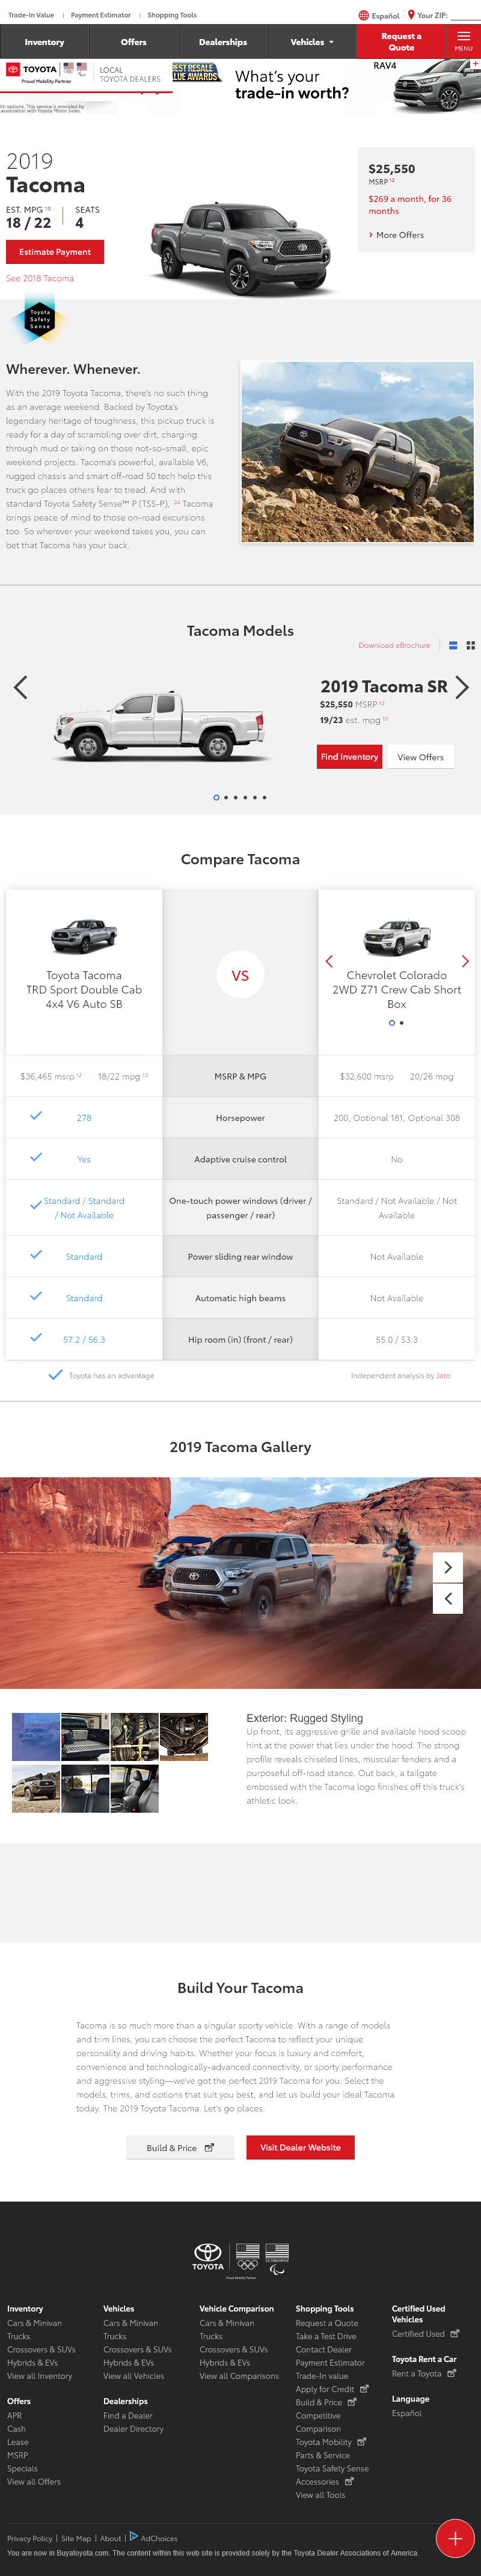 Trade-In Value | Payment Estimator | Shopping Tools
Español
Your ZIP:
Inventory
Offers
Dealerships
Vehicles
Request a
Quote
MENU
TOYOTA
Proud Mobility Partner
LOCAL
TOYOTA DEALERS
BEST RESALE
VALUE AWARDS
What's your
trade-in worth?
RAV4
th options. This service is provided by
association with Toyota Motor Sales.
2019
Tacoma
EST. MPG 13
18 / 22
SEATS
4
Estimate Payment
See 2018 Tacoma
$25,550
MSRP 12
$269 a month, for 36
months
More Offers
Toyota
Safety
Sense
Wherever. Whenever.
With the 2019 Toyota Tacoma, there's no such thing
as an average weekend. Backed by Toyota's
legendary heritage of toughness, this pickup truck is
ready for a day of scrambling over dirt, charging
through mud or taking on those not-so-small, epic
weekend projects. Tacoma's powerful, available V6,
rugged chassis and smart off-road 50 tech help this
truck go places others fear to tread. And with
standard Toyota Safety Sense™ P (TSS-P), 24 Tacoma
brings peace of mind to those on-road excursions
too. So wherever your weekend takes you, you can
bet that Tacoma has your back.
Tacoma Models
Download eBrochure
2019 Tacoma SR
$25,550 MSRP 12
19/23 est. mpg 13
Find Inventory
View Offers
Compare Tacoma
Toyota Tacoma
TRD Sport Double Cab
4x4 V6 Auto SB
VS
Chevrolet Colorado
2WD Z71 Crew Cab Short
Box
$36,465 msrp 12 18/22 mpg 13
MSRP & MPG
$32,600 msrp 20/26 mpg
278
Horsepower
200, Optional 181, Optional 308
Yes
Adaptive cruise control
No
Standard / Standard
/ Not Available
One-touch power windows (driver /
passenger / rear)
Standard / Not Available / Not
Available
Standard
Power sliding rear window
Not Available
Standard
Automatic high beams
Not Available
57.2 / 56.3
Hip room (in) (front / rear)
55.0 / 53.3
Toyota has an advantage
Independent analysis by Jato
2019 Tacoma Gallery
Exterior: Rugged Styling
Up front, its aggressive grille and available hood scoop
hint at the power that lies under the hood. The strong
profile reveals chiseled lines, muscular fenders and a
purposeful off-road stance. Out back, a tailgate
embossed with the Tacoma logo finishes off this truck's
athletic look.
Build Your Tacoma
Tacoma is so much more than a singular sporty vehicle. With a range of models
and trim lines, you can choose the perfect Tacoma to reflect your unique
personality and driving habits. Whether your focus is luxury and comfort,
convenience and technologically-advanced connectivity, or sporty performance
and aggressive styling—we've got the perfect 2019 Tacoma for you. Select the
models, trims, and options that suit you best, and let us build your ideal Tacoma
today. The 2019 Toyota Tacoma. Let's go places.
Build & Price
Visit Dealer Website
TOYOTA
Proud Mobility Partner
Inventory
Cars & Minivan
Trucks
Crossovers & SUVs
Hybrids & EVs
View all Inventory
Offers
APR
Cash
Lease
MSRP
Specials
View all Offers
Vehicles
Cars & Minivan
Trucks
Crossovers & SUVs
Hybrids & EVs
View all Vehicles
Dealerships
Find a Dealer
Dealer Directory
Vehicle Comparison
Cars & Minivan
Trucks
Crossovers & SUVs
Hybrids & EVs
View all Comparisons
Shopping Tools
Request a Quote
Take a Test Drive
Contact Dealer
Payment Estimator
Trade-In value
Apply for Credit
Build & Price
Competitive
Comparison
Toyota Mobility
Parts & Service
Toyota Safety Sense
Accessories
View all Tools
Certified Used
Vehicles
Certified Used
Toyota Rent a Car
Rent a Toyota
Language
Español
Privacy Policy | Site Map | About | AdChoices
You are now in Buyatoyota.com. The content within this web site is provided solely by the Toyota Dealer Associations of America.